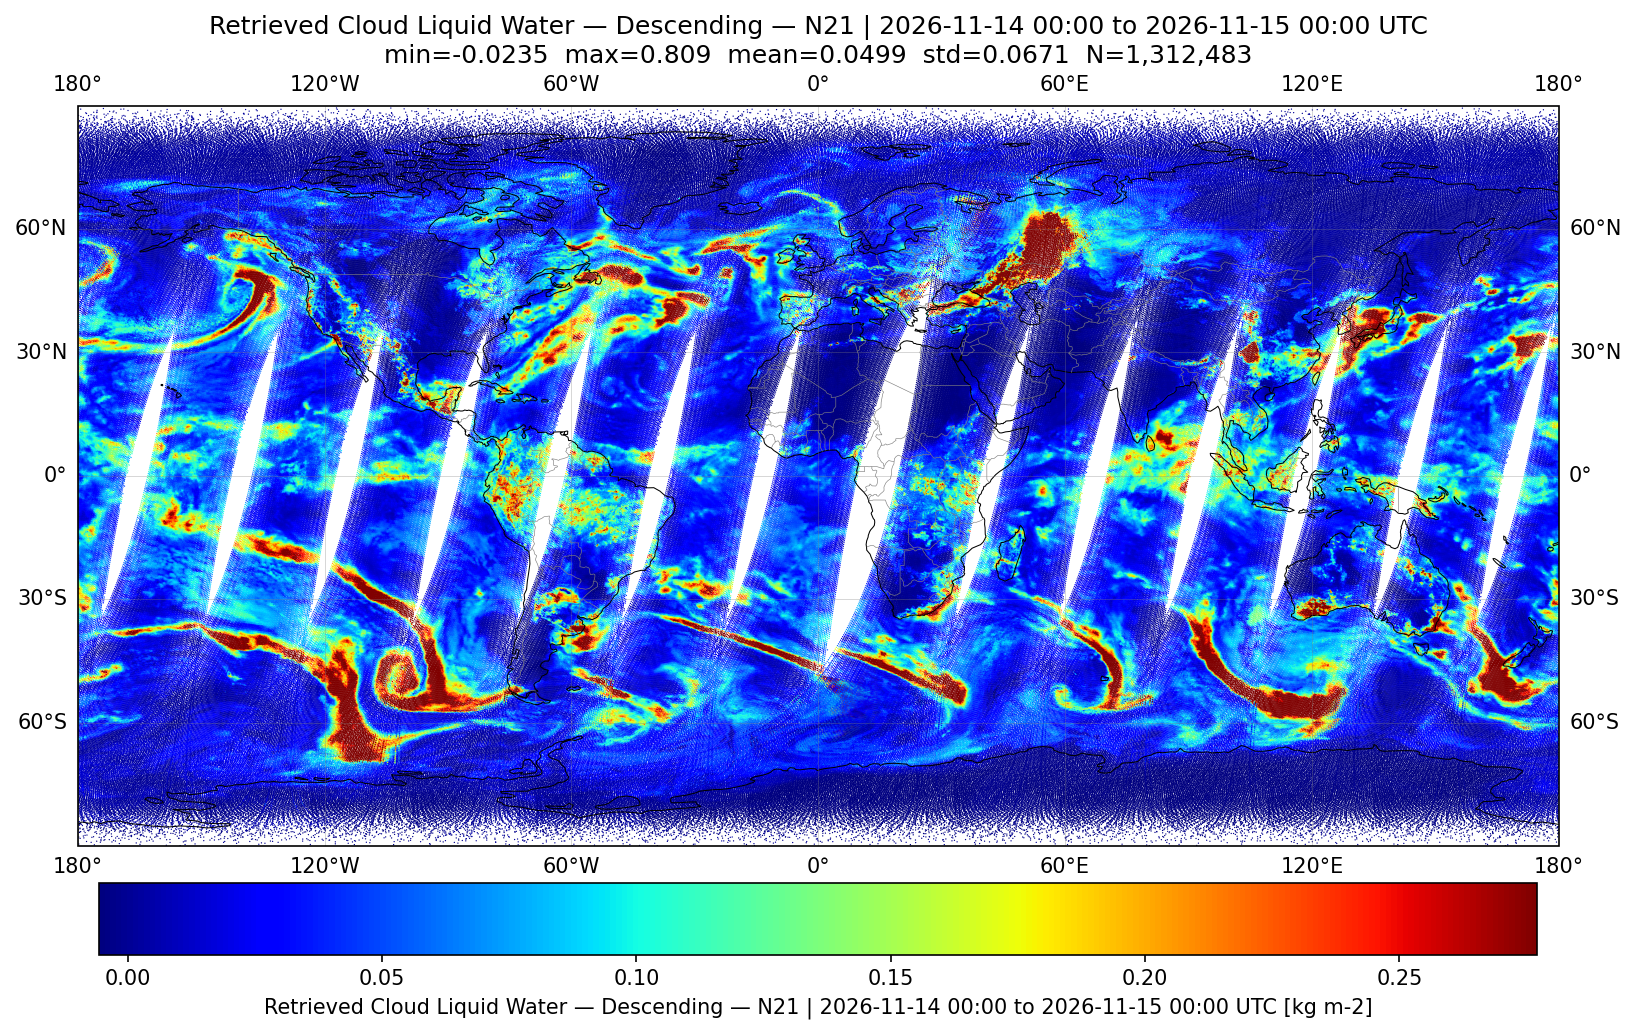 Retrieved Cloud Liquid Water — Descending — N21 | 2026-11-14 00:00 to 2026-11-15 00:00 UTC
min=-0.0235 max=0.809 mean=0.0499 std=0.0671 N=1,312,483
180° 120°W 60°W 0° 60°E 120°E 180°
60°N 60°N
30°N 30°N
0° 0°
30°S 30°S
60°S 60°S
180° 120°W 60°W 0° 60°E 120°E 180°
0.00 0.05 0.10 0.15 0.20 0.25
Retrieved Cloud Liquid Water — Descending — N21 | 2026-11-14 00:00 to 2026-11-15 00:00 UTC [kg m-2]